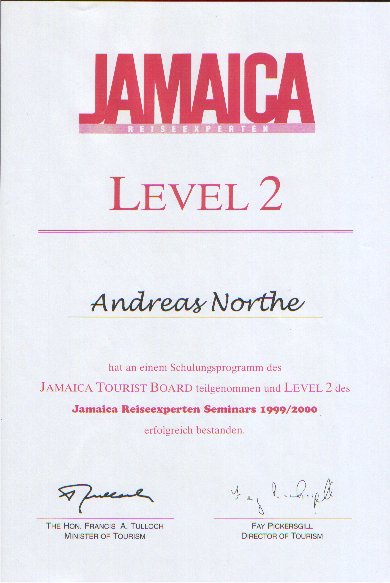 JAMAICA
REISEEXPERTEN
LEVEL 2
Andreas Northe
hat an einem Schulungsprogramm des
JAMAICA TOURIST BOARD teilgenommen und LEVEL 2 des
Jamaica Reiseexperten Seminars 1999/2000
erfolgreich bestanden.
THE HON. FRANCIS A. TULLOCH FAY PICKERSGILL
MINISTER OF TOURISM DIRECTOR OF TOURISM